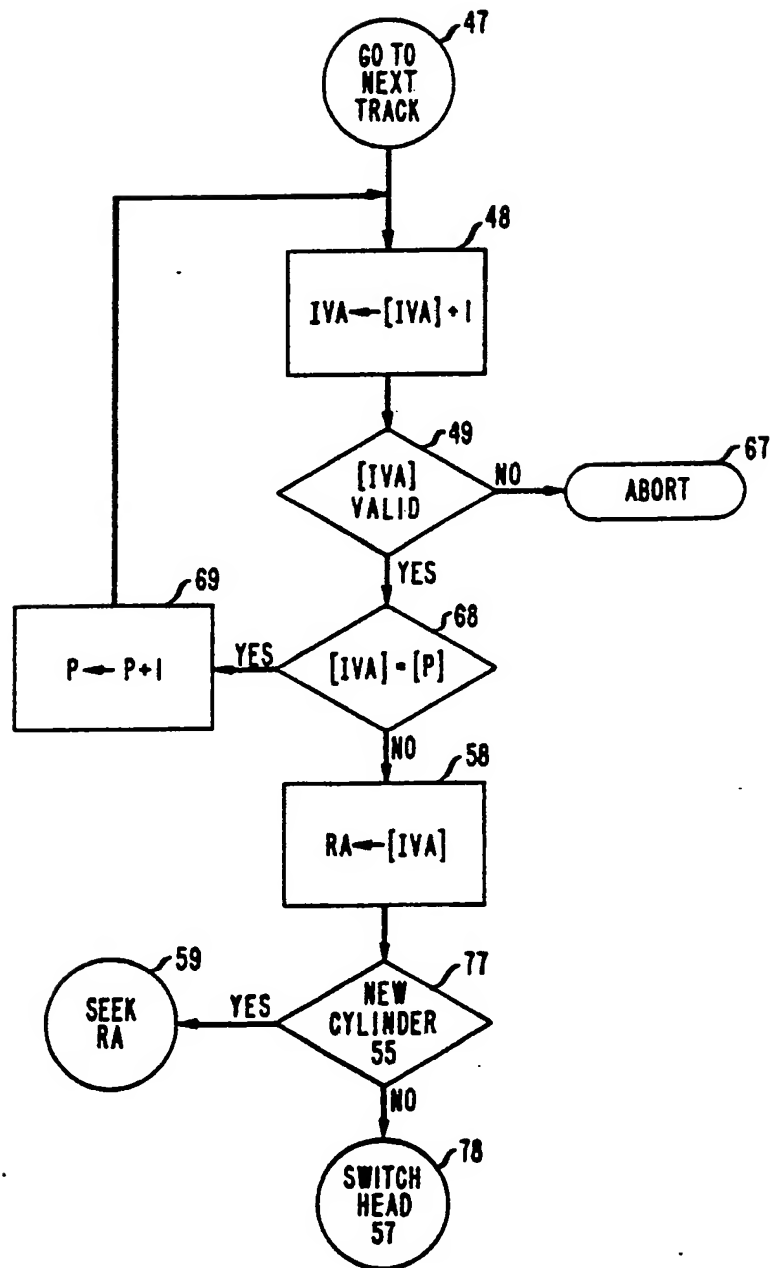 47
GO TO
NEXT
TRACK
48
IVA←[IVA]+1
49
[IVA]
VALID
NO
67
ABORT
YES
69
P←P+1
YES
68
[IVA]=[P]
NO
58
RA←[IVA]
59
SEEK
RA
YES
77
NEW
CYLINDER
55
NO
78
SWITCH
HEAD
57